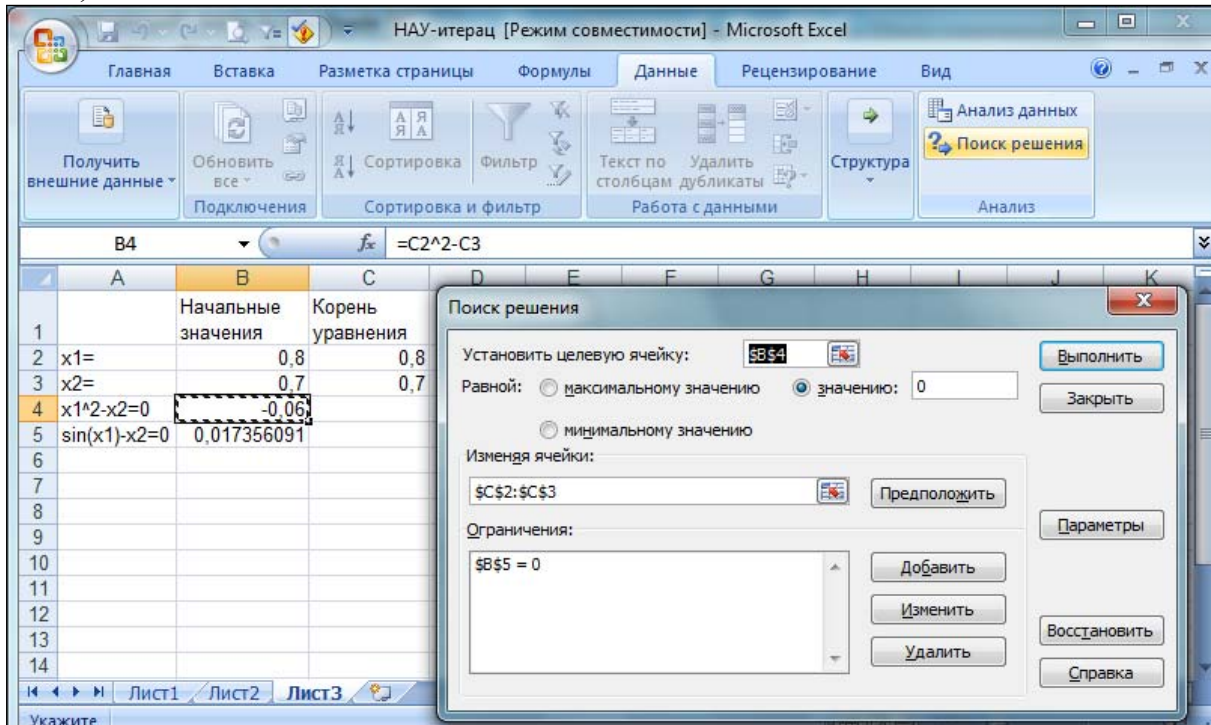 НАУ-итерац [Режим совместимости] - Microsoft Excel
Главная Вставка Разметка страницы Формулы Данные Рецензирование Вид
Получить внешние данные
Обновить все
Подключения
Сортировка Фильтр
Сортировка и фильтр
Текст по столбцам Удалить дубликаты
Работа с данными
Структура
Анализ данных
Поиск решения
Анализ
B4 fx =C2^2-C3
A B C D E F G H I J K
1 Начальные значения Корень уравнения
2 x1= 0,8 0,8
3 x2= 0,7 0,7
4 x1^2-x2=0 -0,06
5 sin(x1)-x2=0 0,017356091
6
7
8
9
10
11
12
13
14
Лист1 Лист2 Лист3
Укажите
Поиск решения
Установить целевую ячейку: $B$4 Выполнить
Равной: максимальному значению значению: 0 Закрыть
минимальному значению
Изменяя ячейки:
$C$2:$C$3 Предположить
Ограничения: Параметры
$B$5 = 0 Добавить
Изменить
Восстановить
Удалить
Справка